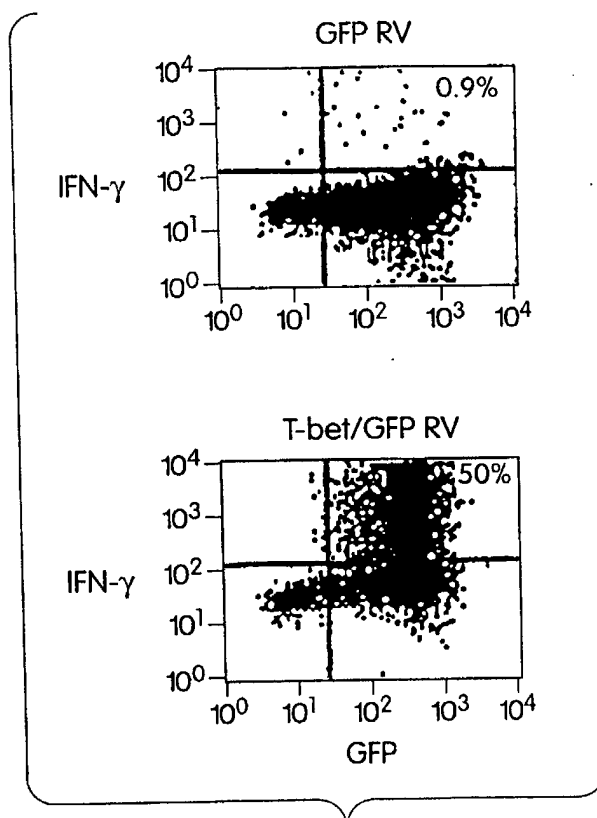 GFP RV
10⁴
0.9%
10³
IFN-γ
10²
10¹
10⁰
10⁰ 10¹ 10² 10³ 10⁴
T-bet/GFP RV
10⁴
50%
10³
IFN-γ
10²
10¹
10⁰
10⁰ 10¹ 10² 10³ 10⁴
GFP